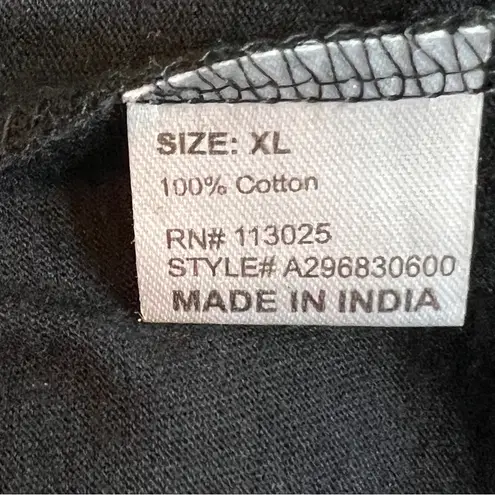 SIZE: XL
100% Cotton
RN# 113025
STYLE# A296830600
MADE IN INDIA